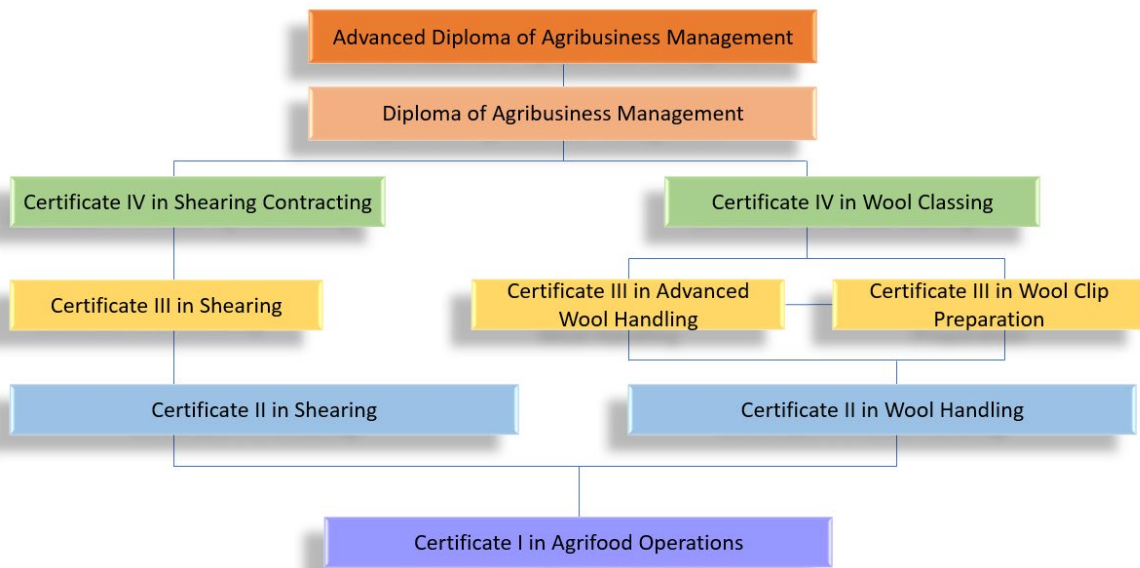 Advanced Diploma of Agribusiness Management
Diploma of Agribusiness Management
Certificate IV in Shearing Contracting
Certificate IV in Wool Classing
Certificate III in Shearing
Certificate III in Advanced
Wool Handling
Certificate III in Wool Clip
Preparation
Certificate II in Shearing
Certificate II in Wool Handling
Certificate I in Agrifood Operations